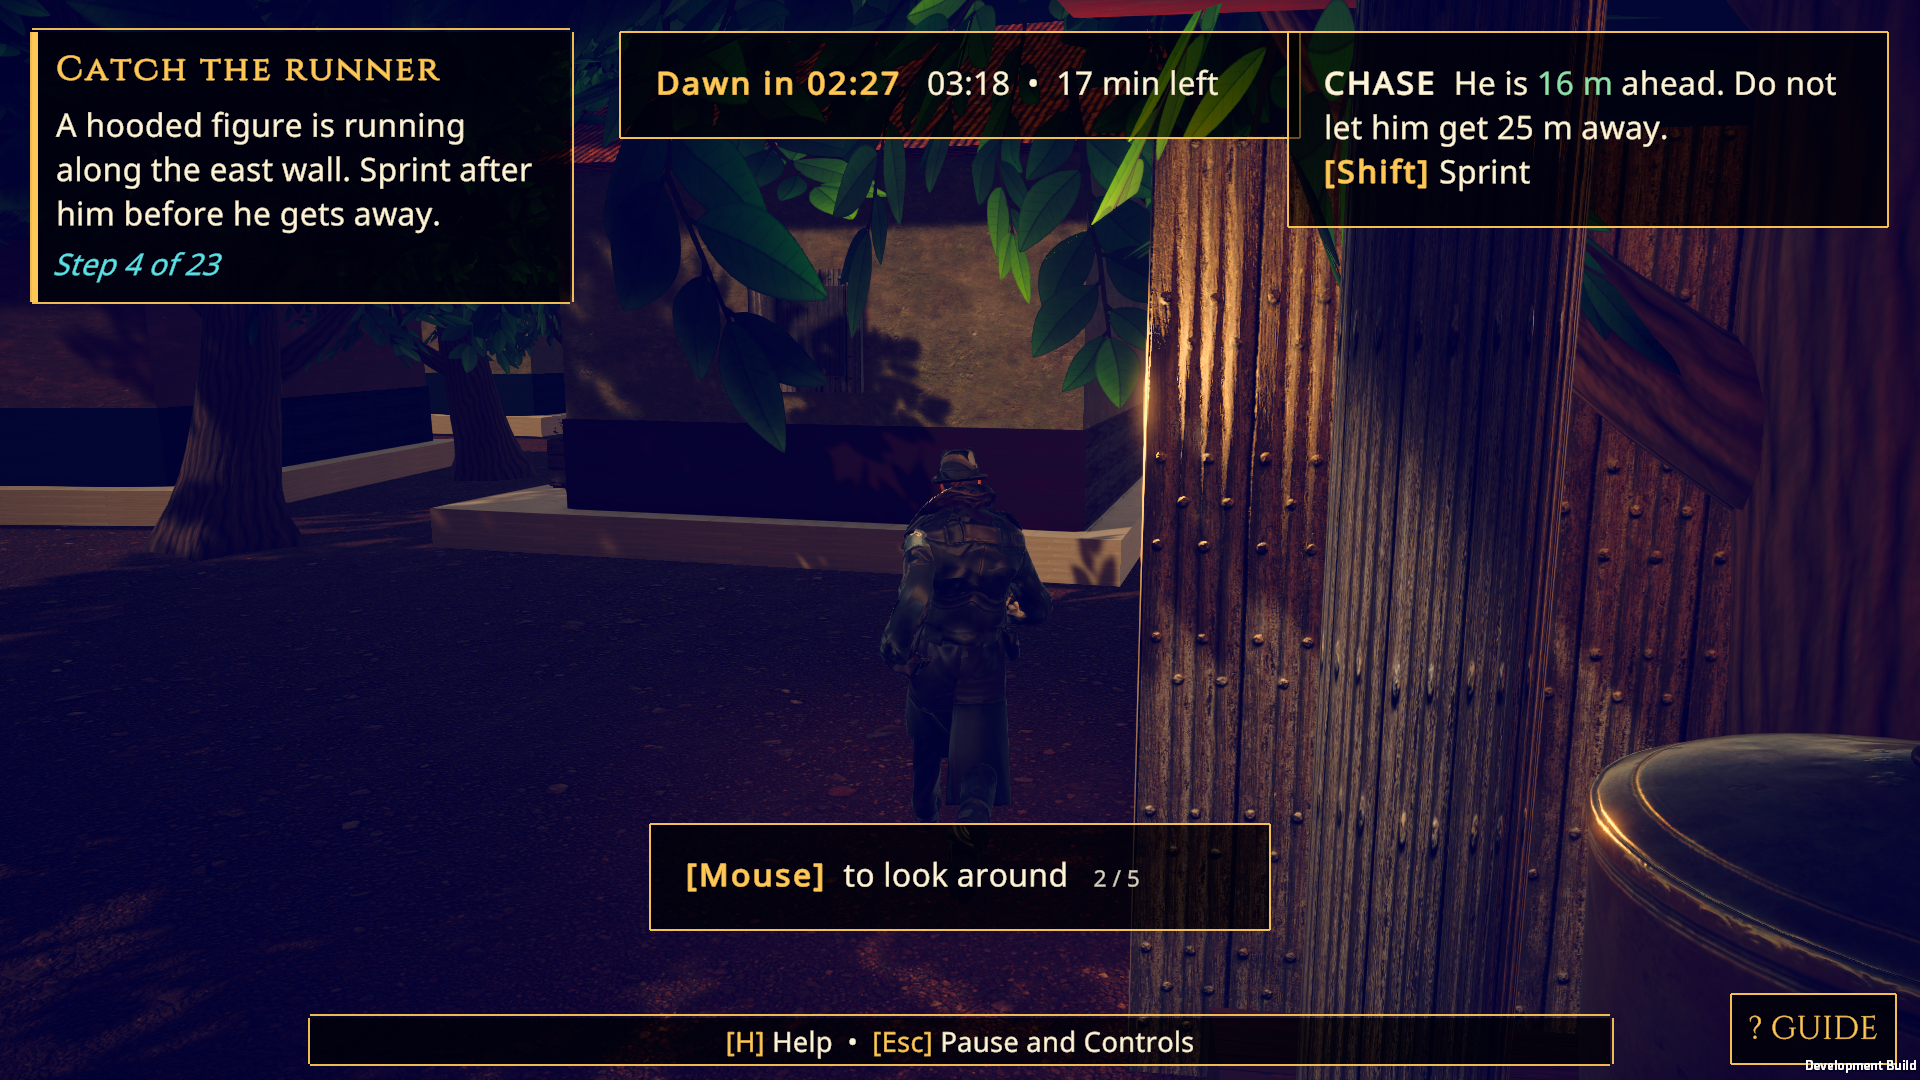 CATCH THE RUNNER
A hooded figure is running
along the east wall. Sprint after
him before he gets away.
Step 4 of 23
Dawn in 02:27 03:18 • 17 min left
CHASE He is 16 m ahead. Do not
let him get 25 m away.
[Shift] Sprint
[Mouse] to look around 2 / 5
[H] Help • [Esc] Pause and Controls
? GUIDE
Development Build